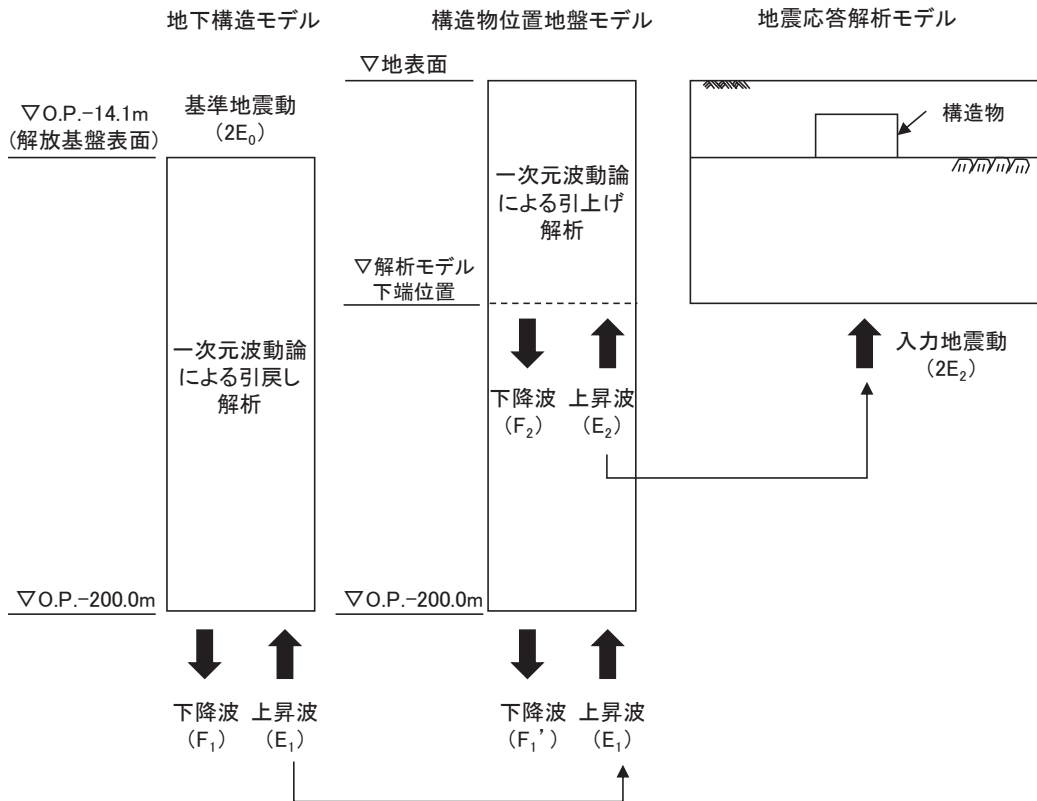 地下構造モデル
▽O.P.-14.1m
(解放基盤表面)
基準地震動
(2E₀)
一次元波動論
による引戻し
解析
▽O.P.-200.0m
下降波
(F₁)
上昇波
(E₁)
構造物位置地盤モデル
▽地表面
一次元波動論
による引上げ
解析
▽解析モデル
下端位置
下降波
(F₂)
上昇波
(E₂)
▽O.P.-200.0m
下降波
(F₁’)
上昇波
(E₁)
地震応答解析モデル
構造物
入力地震動
(2E₂)